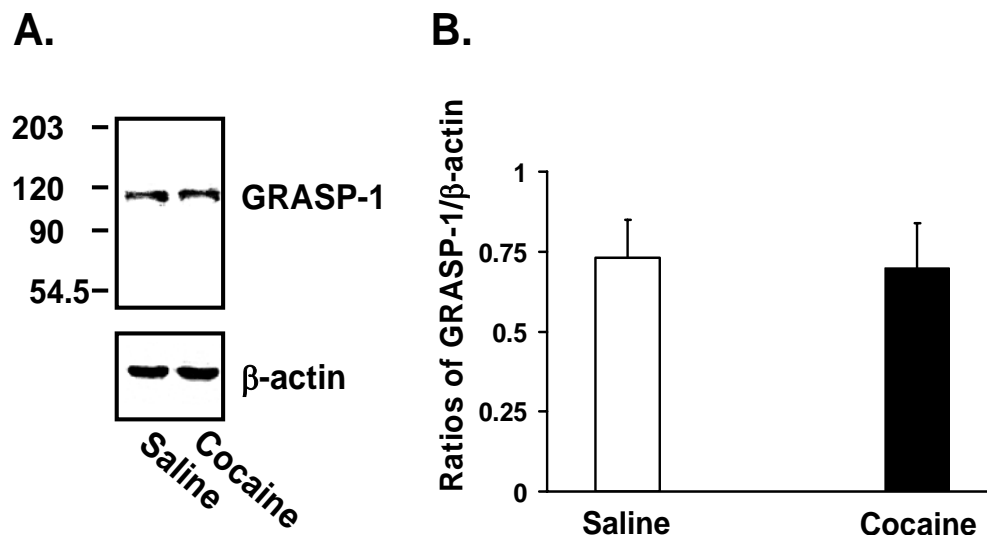 A.
203
120
90
54.5
GRASP-1
β-actin
Saline
Cocaine
B.
Ratios of GRASP-1/β-actin
1
0.75
0.5
0.25
0
Saline
Cocaine